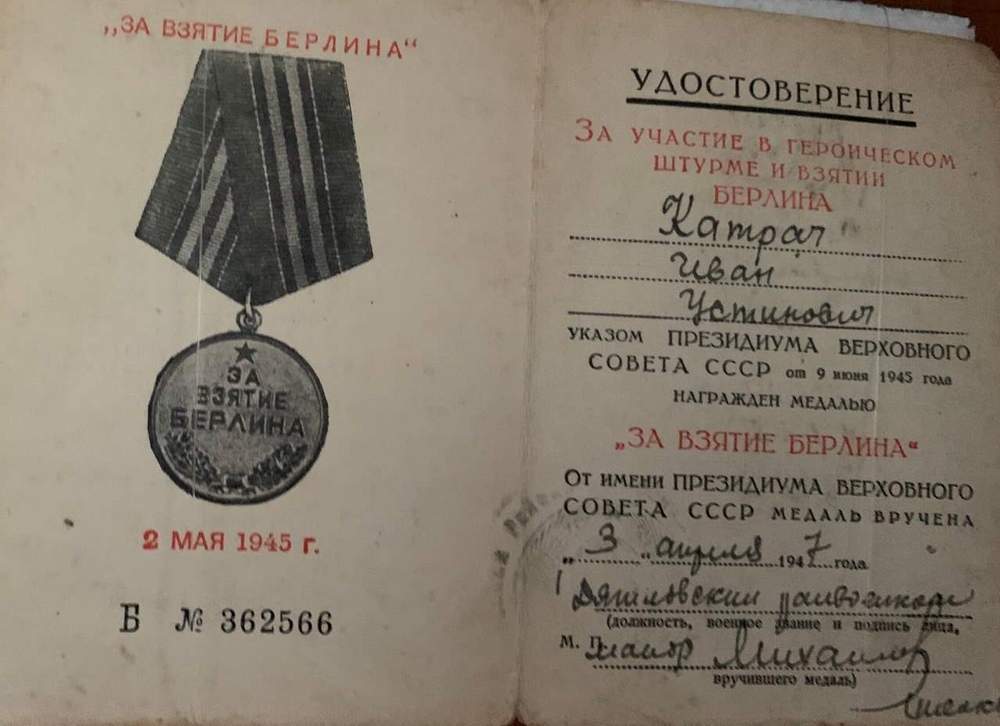 „ЗА ВЗЯТИЕ БЕРЛИНА“
ЗА
ВЗЯТИЕ
БЕРЛИНА
2 МАЯ 1945 г.
Б № 362566
УДОСТОВЕРЕНИЕ
ЗА УЧАСТИЕ В ГЕРОИЧЕСКОМ
ШТУРМЕ И ВЗЯТИИ
БЕРЛИНА
Катрач
Иван
Устинович
УКАЗОМ ПРЕЗИДИУМА ВЕРХОВНОГО
СОВЕТА СССР от 9 июня 1945 года
НАГРАЖДЕН МЕДАЛЬЮ
„ЗА ВЗЯТИЕ БЕРЛИНА“
ОТ ИМЕНИ ПРЕЗИДИУМА ВЕРХОВНОГО
СОВЕТА СССР МЕДАЛЬ ВРУЧЕНА
„3“ апреля 1947 года
(должность, военное звание и подпись лица,
М. П. майор Михайлов
вручившего медаль)